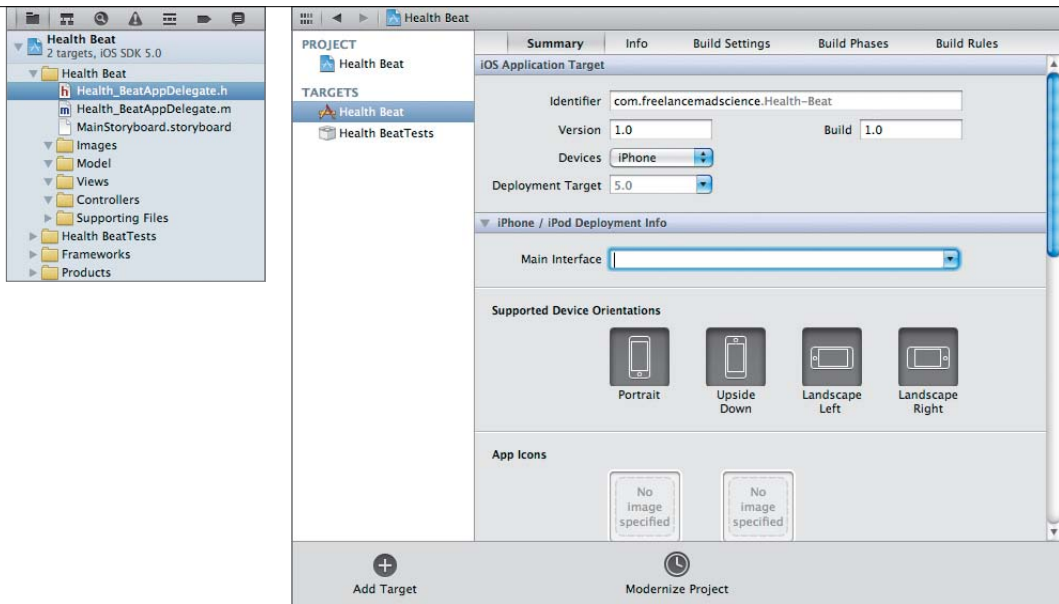 Health Beat
2 targets, iOS SDK 5.0
Health Beat
Health_BeatAppDelegate.h
Health_BeatAppDelegate.m
MainStoryboard.storyboard
Images
Model
Views
Controllers
Supporting Files
Health BeatTests
Frameworks
Products
Health Beat
PROJECT
Health Beat
TARGETS
Health Beat
Health BeatTests
Summary Info Build Settings Build Phases Build Rules
iOS Application Target
Identifier com.freelancemadscience.Health-Beat
Version 1.0 Build 1.0
Devices iPhone
Deployment Target 5.0
iPhone / iPod Deployment Info
Main Interface
Supported Device Orientations
Portrait Upside Landscape Landscape
Down Left Right
App Icons
No No
image image
specified specified
Add Target Modernize Project